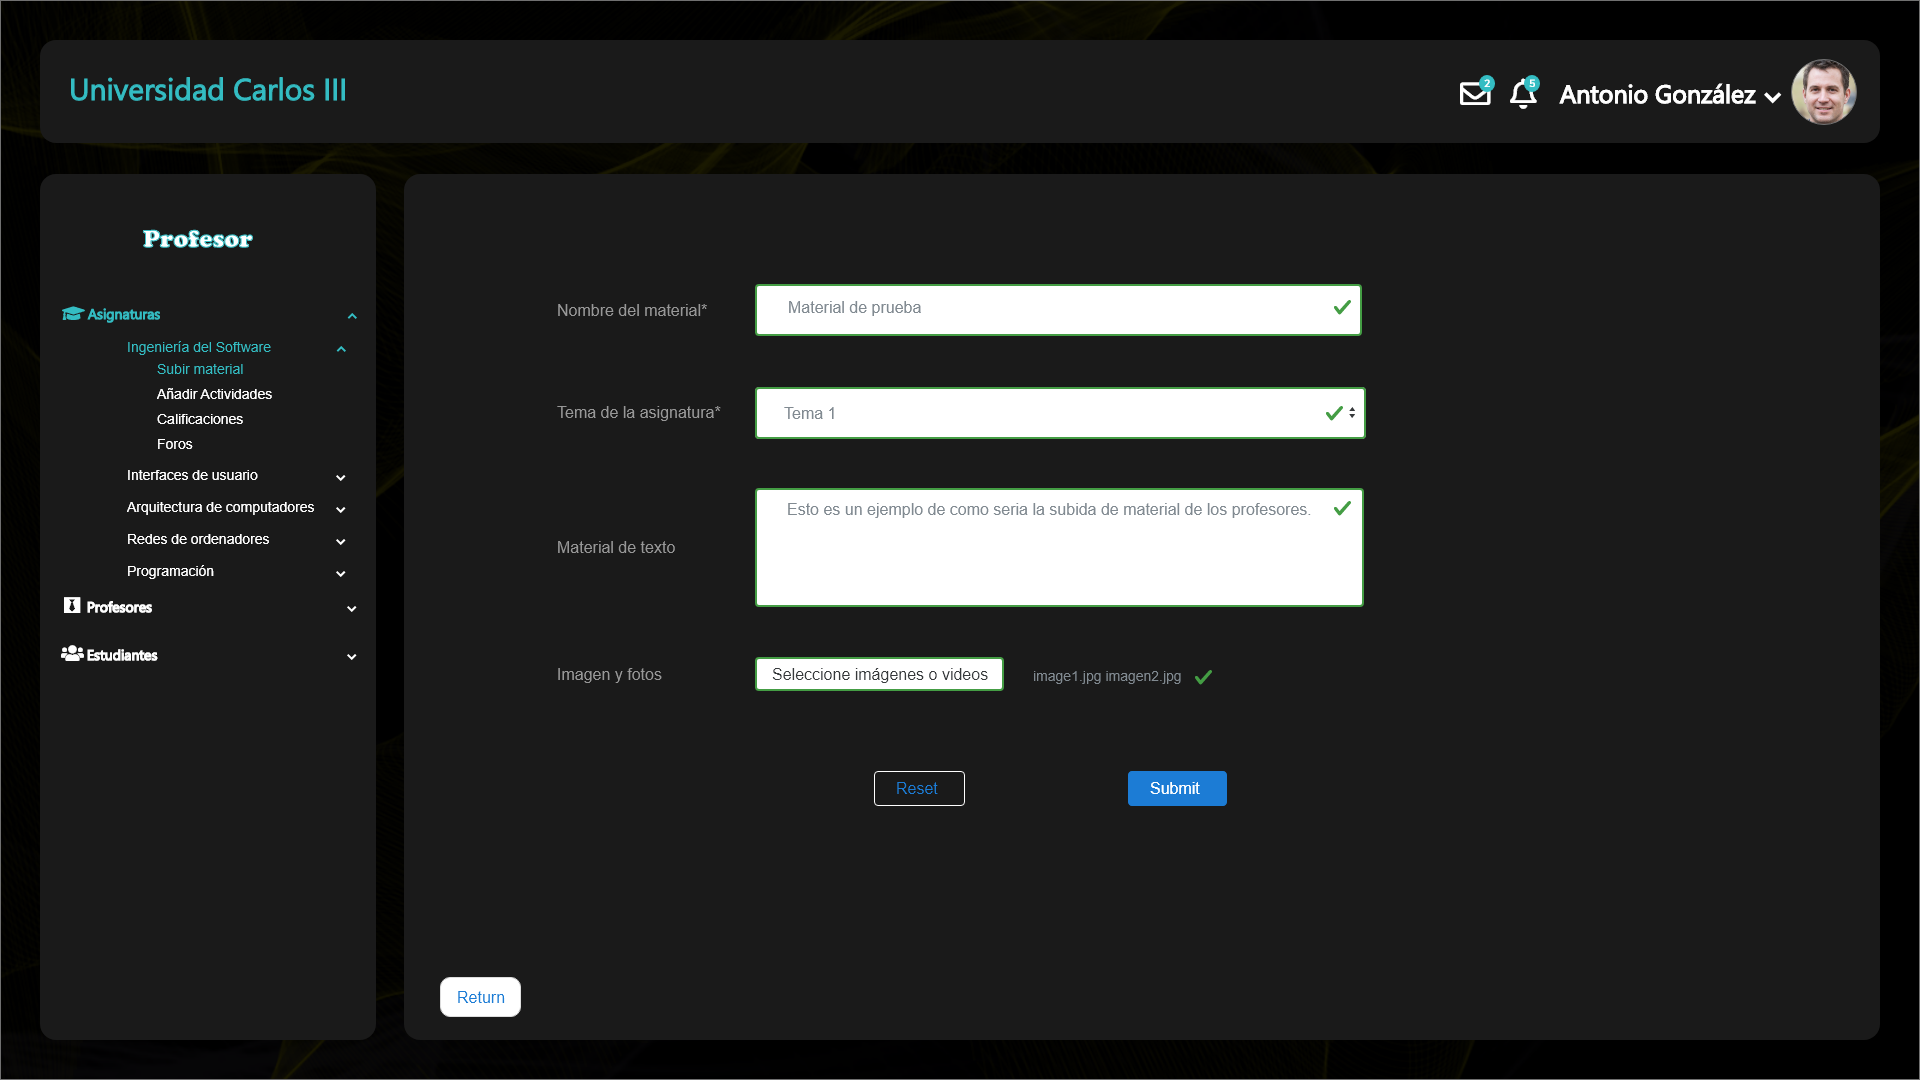 Universidad Carlos III
2
5
Antonio González
Profesor
Asignaturas
Ingeniería del Software
Subir material
Añadir Actividades
Calificaciones
Foros
Interfaces de usuario
Arquitectura de computadores
Redes de ordenadores
Programación
Profesores
Estudiantes
Nombre del material*
Material de prueba
Tema de la asignatura*
Tema 1
Material de texto
Esto es un ejemplo de como seria la subida de material de los profesores.
Imagen y fotos
Seleccione imágenes o videos
image1.jpg imagen2.jpg
Reset
Submit
Return